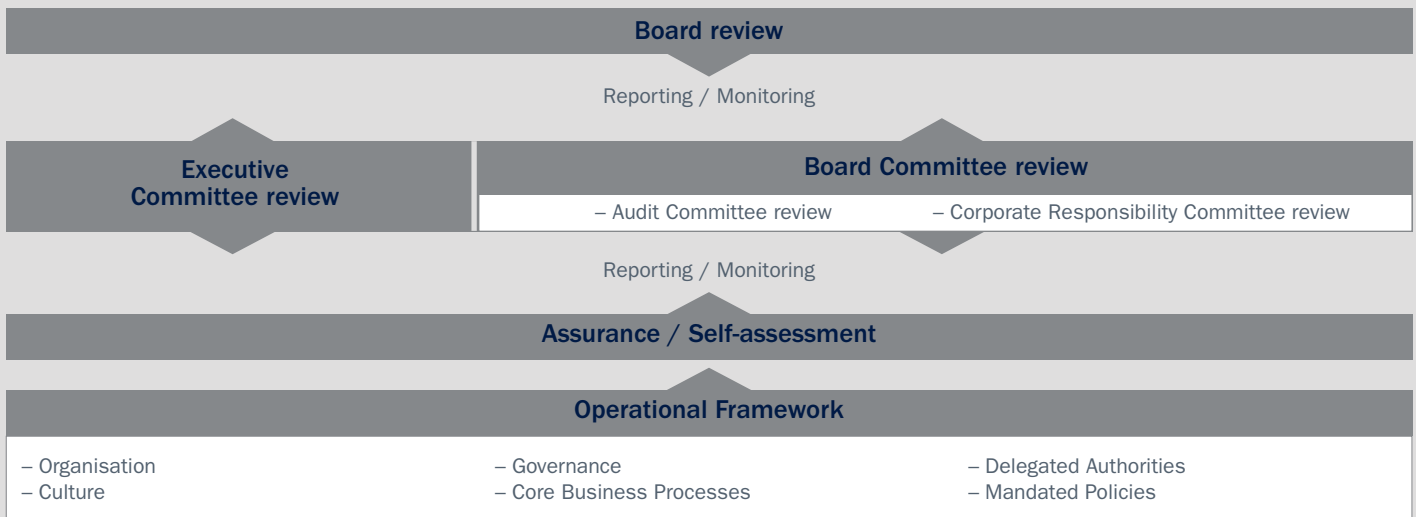 Board review
Reporting / Monitoring
Executive
Committee review
Board Committee review
– Audit Committee review
– Corporate Responsibility Committee review
Reporting / Monitoring
Assurance / Self-assessment
Operational Framework
– Organisation
– Culture
– Governance
– Core Business Processes
– Delegated Authorities
– Mandated Policies